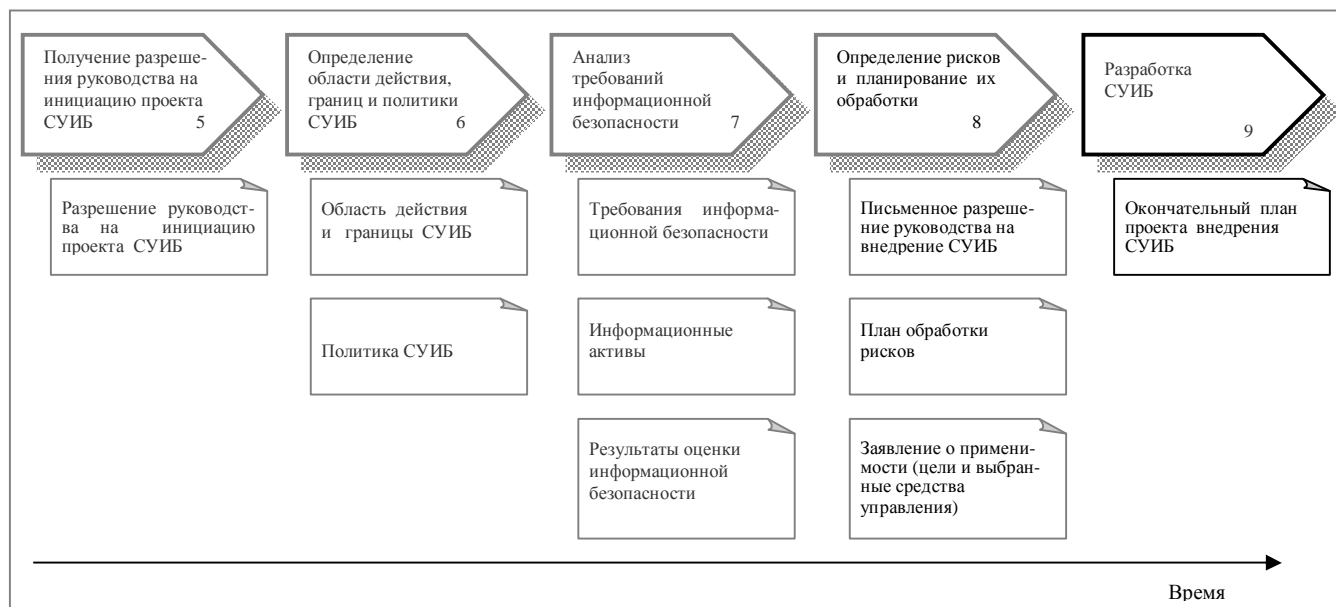 Получение разреше-
ния руководства на
инициацию проекта
СУИБ 5
Определение
области действия,
границ и политики
СУИБ 6
Анализ
требований
информационной
безопасности 7
Определение рисков
и планирование их
обработки
8
Разработка
СУИБ
9
Разрешение руководст-
ва на инициацию
проекта СУИБ
Область действия
и границы СУИБ
Требования информа-
ционной безопасности
Письменное разреше-
ние руководства на
внедрение СУИБ
Окончательный план
проекта внедрения
СУИБ
Политика СУИБ
Информационные
активы
План обработки
рисков
Результаты оценки
информационной
безопасности
Заявление о примени-
мости (цели и выбран-
ные средства
управления)
Время